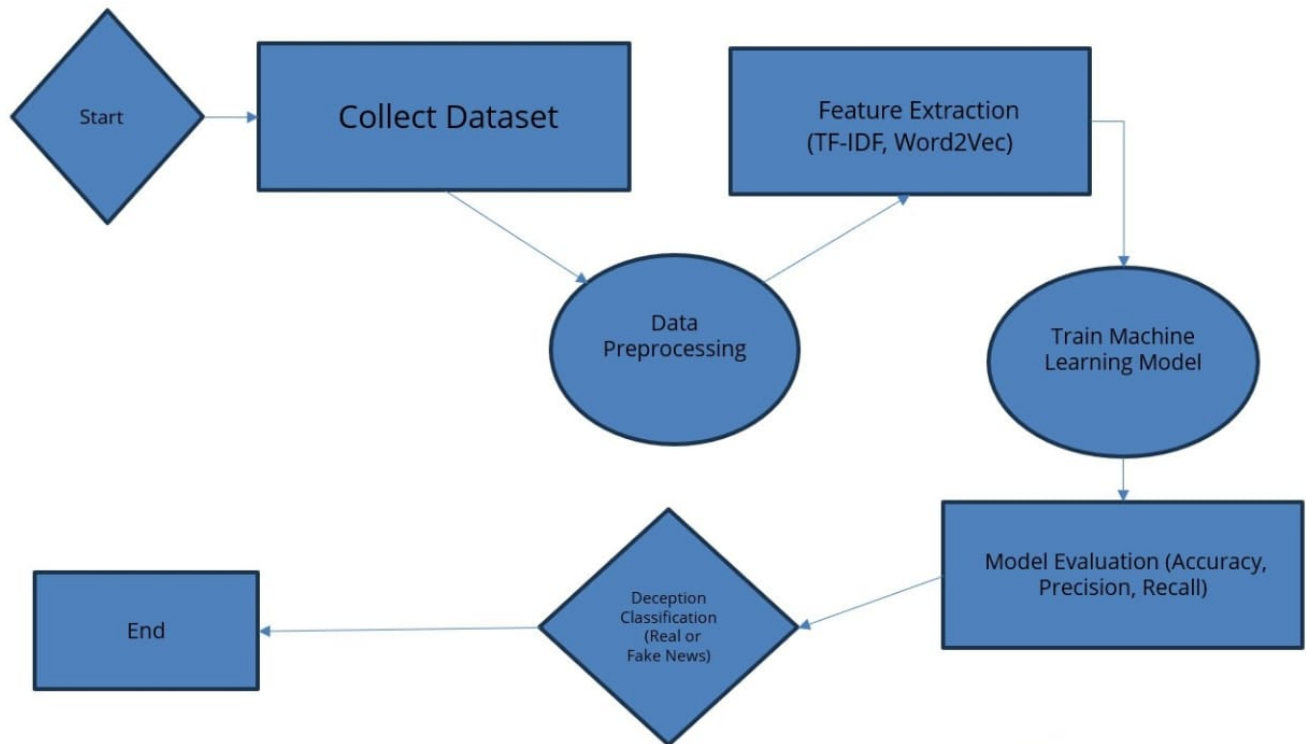 Start
Collect Dataset
Feature Extraction
(TF-IDF, Word2Vec)
Data
Preprocessing
Train Machine
Learning Model
Model Evaluation (Accuracy,
Precision, Recall)
Deception
Classification
(Real or
Fake News)
End